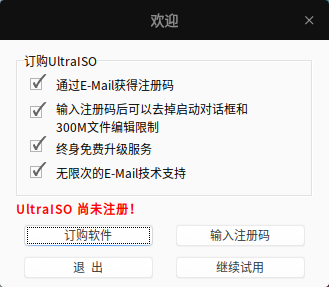 欢迎
订购UltraISO
通过E-Mail获得注册码
输入注册码后可以去掉启动对话框和
300M文件编辑限制
终身免费升级服务
无限次的E-Mail技术支持
UltraISO 尚未注册！
订购软件
输入注册码
退 出
继续试用